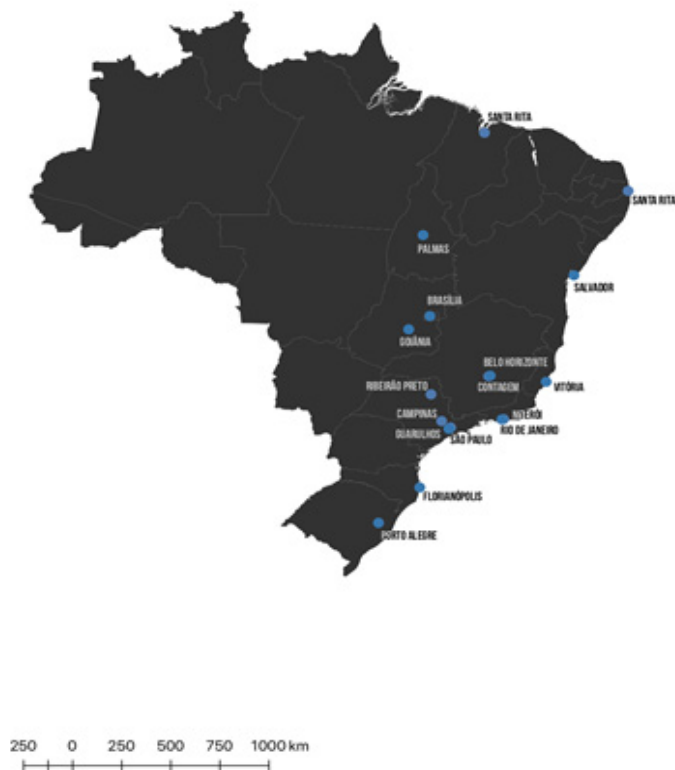 SANTA RITA
SANTA RITA
PALMAS
SALVADOR
BRASÍLIA
GOIÂNIA
BELO HORIZONTE
RIBEIRÃO PRETO
CONTAGEM
VITÓRIA
CAMPINAS
NITERÓI
GUARULHOS
SÃO PAULO
RIO DE JANEIRO
FLORIANÓPOLIS
PORTO ALEGRE
250 0 250 500 750 1000 km